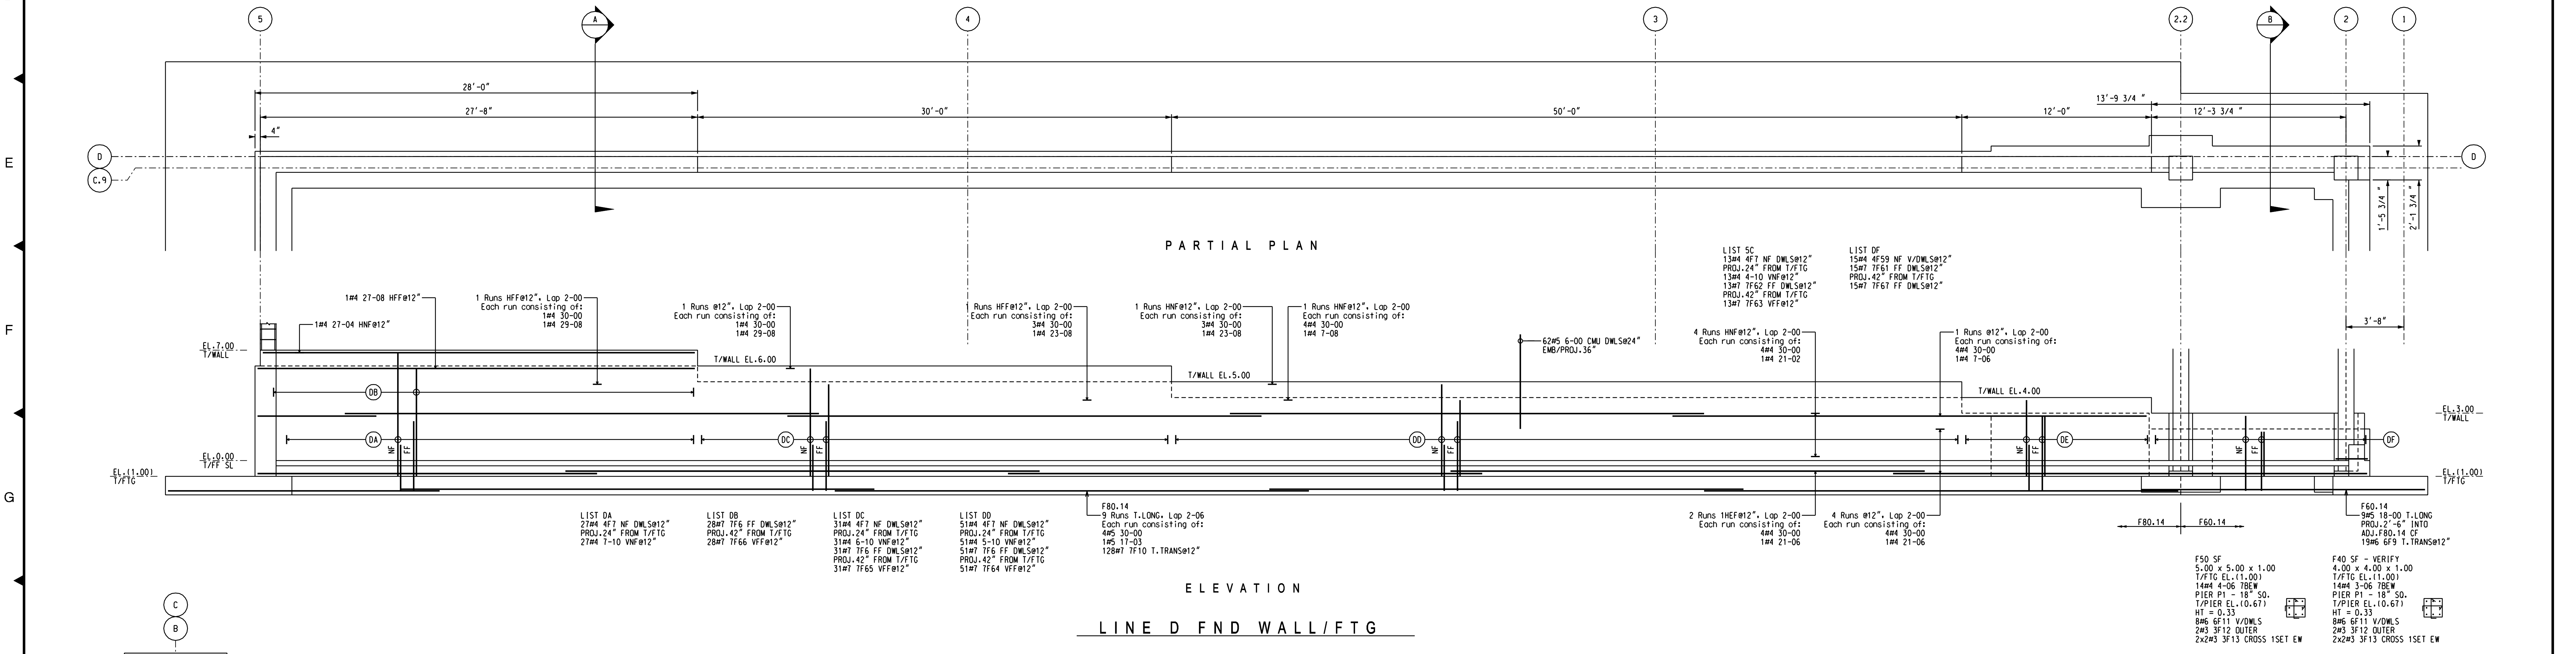 5
A
4
3
2.2
B
2
1
28'-0"
27'-8"
30'-0"
50'-0"
13'-9 3/4 "
12'-0"
12'-3 3/4 "
4"
E
D
C.9
D
1'-5 3/4 "
2'-1 3/4 "
PARTIAL PLAN
LIST 5C
13#4 4F7 NF DWLS@12"
PROJ.24" FROM T/FTG
13#4 4-10 VNF@12"
13#7 7F62 FF DWLS@12"
PROJ.42" FROM T/FTG
13#7 7F63 VFF@12"
LIST DF
15#4 4F59 NF V/DWLS@12"
15#7 7F61 FF DWLS@12"
PROJ.42" FROM T/FTG
15#7 7F67 FF DWLS@12"
F
1#4 27-08 HFF@12"
1#4 27-04 HNF@12"
1 Runs HFF@12", Lap 2-00
Each run consisting of:
1#4 30-00
1#4 29-08
1 Runs @12", Lap 2-00
Each run consisting of:
1#4 30-00
1#4 29-08
1 Runs HFF@12", Lap 2-00
Each run consisting of:
3#4 30-00
1#4 23-08
1 Runs HNF@12", Lap 2-00
Each run consisting of:
3#4 30-00
1#4 23-08
1 Runs HNF@12", Lap 2-00
Each run consisting of:
4#4 30-00
1#4 7-08
62#5 6-00 CMU DWLS@24"
EMB/PROJ.36"
4 Runs HNF@12", Lap 2-00
Each run consisting of:
4#4 30-00
1#4 21-02
1 Runs @12", Lap 2-00
Each run consisting of:
4#4 30-00
1#4 7-06
3'-8"
EL.7.00
T/WALL
T/WALL EL.6.00
T/WALL EL.5.00
T/WALL EL.4.00
EL.3.00
T/WALL
DB
DA
NF
FF
DC
NF
FF
DD
NF
FF
DE
NF
FF
NF
FF
DF
EL.0.00
T/FF SL
EL.(1.00)
T/FTG
EL.(1.00)
T/FTG
G
LIST DA
27#4 4F7 NF DWLS@12"
PROJ.24" FROM T/FTG
27#4 7-10 VNF@12"
LIST DB
28#7 7F6 FF DWLS@12"
PROJ.42" FROM T/FTG
28#7 7F66 VFF@12"
LIST DC
31#4 4F7 NF DWLS@12"
PROJ.24" FROM T/FTG
31#4 6-10 VNF@12"
31#7 7F6 FF DWLS@12"
PROJ.42" FROM T/FTG
31#7 7F65 VFF@12"
LIST DD
51#4 4F7 NF DWLS@12"
PROJ.24" FROM T/FTG
51#4 5-10 VNF@12"
51#7 7F6 FF DWLS@12"
PROJ.42" FROM T/FTG
51#7 7F64 VFF@12"
F80.14
9 Runs T.LONG, Lap 2-06
Each run consisting of:
4#5 30-00
1#5 17-03
128#7 7F10 T.TRANS@12"
2 Runs 1HEF@12", Lap 2-00
Each run consisting of:
4#4 30-00
1#4 21-06
4 Runs @12", Lap 2-00
Each run consisting of:
4#4 30-00
1#4 21-06
F80.14
F60.14
F60.14
9#5 18-00 T.LONG
PROJ.2'-6" INTO
ADJ.F80.14 CF
19#6 6F9 T.TRANS@12"
F50 SF
5.00 x 5.00 x 1.00
T/FTG EL.(1.00)
14#4 4-06 7BEW
PIER P1 - 18" SQ.
T/PIER EL.(0.67)
HT = 0.33
8#6 6F11 V/DWLS
2#3 3F12 OUTER
2x2#3 3F13 CROSS 1SET EW
F40 SF - VERIFY
4.00 x 4.00 x 1.00
T/FTG EL.(1.00)
14#4 3-06 7BEW
PIER P1 - 18" SQ.
T/PIER EL.(0.67)
HT = 0.33
8#6 6F11 V/DWLS
2#3 3F12 OUTER
2x2#3 3F13 CROSS 1SET EW
ELEVATION
LINE D FND WALL/FTG
C
B